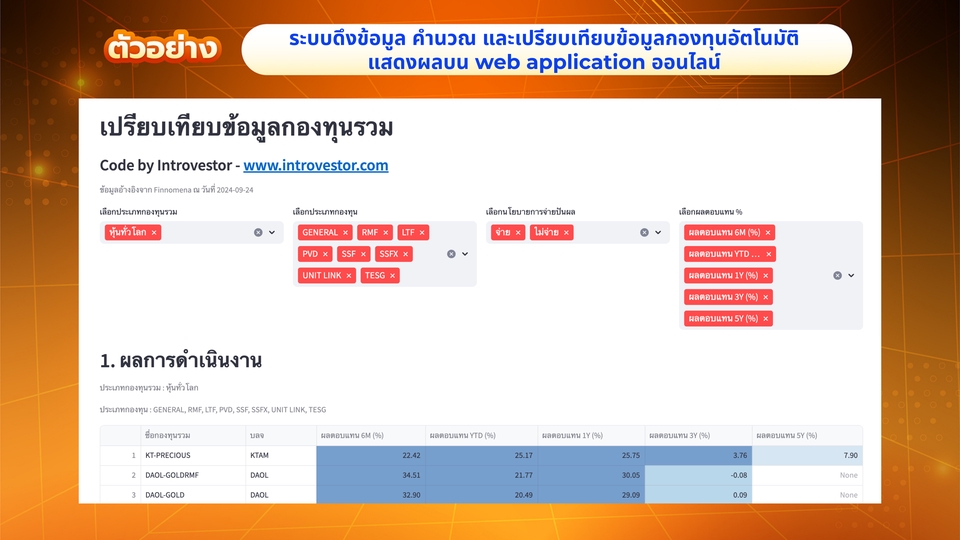 ตัวอย่าง
ระบบดึงข้อมูล คำนวณ และเปรียบเทียบข้อมูลกองทุนอัตโนมัติ
แสดงผลบน web application ออนไลน์
เปรียบเทียบข้อมูลกองทุนรวม
Code by Introvestor - www.introvestor.com
ข้อมูลอ้างอิงจาก Finnomena ณ วันที่ 2024-09-24
เลือกประเภทกองทุนรวม เลือกประเภทกองทุน เลือกนโยบายการจ่ายปันผล เลือกผลตอบแทน %
หุ้นทั่วโลก × GENERAL × RMF × LTF × จ่าย × ไม่จ่าย × ผลตอบแทน 6M (%) ×
PVD × SSF × SSFX × ผลตอบแทน YTD ... ×
UNIT LINK × TESG × ผลตอบแทน 1Y (%) ×
ผลตอบแทน 3Y (%) ×
ผลตอบแทน 5Y (%) ×
1. ผลการดำเนินงาน
ประเภทกองทุนรวม : หุ้นทั่วโลก
ประเภทกองทุน : GENERAL, RMF, LTF, PVD, SSF, SSFX, UNIT LINK, TESG
ชื่อกองทุนรวม บลจ ผลตอบแทน 6M (%) ผลตอบแทน YTD (%) ผลตอบแทน 1Y (%) ผลตอบแทน 3Y (%) ผลตอบแทน 5Y (%)
1 KT-PRECIOUS KTAM 22.42 25.17 25.75 3.76 7.90
2 DAOL-GOLDRMF DAOL 34.51 21.77 30.05 -0.08 None
3 DAOL-GOLD DAOL 32.90 20.49 29.09 0.09 None